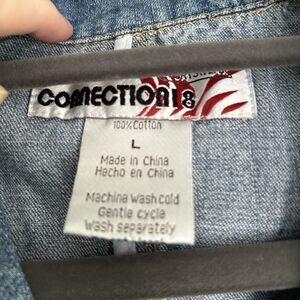 CONNECTION 18
100% Cotton
L
Made in China
Hecho en China
Machine Wash cold
Gentle cycle
Wash separately